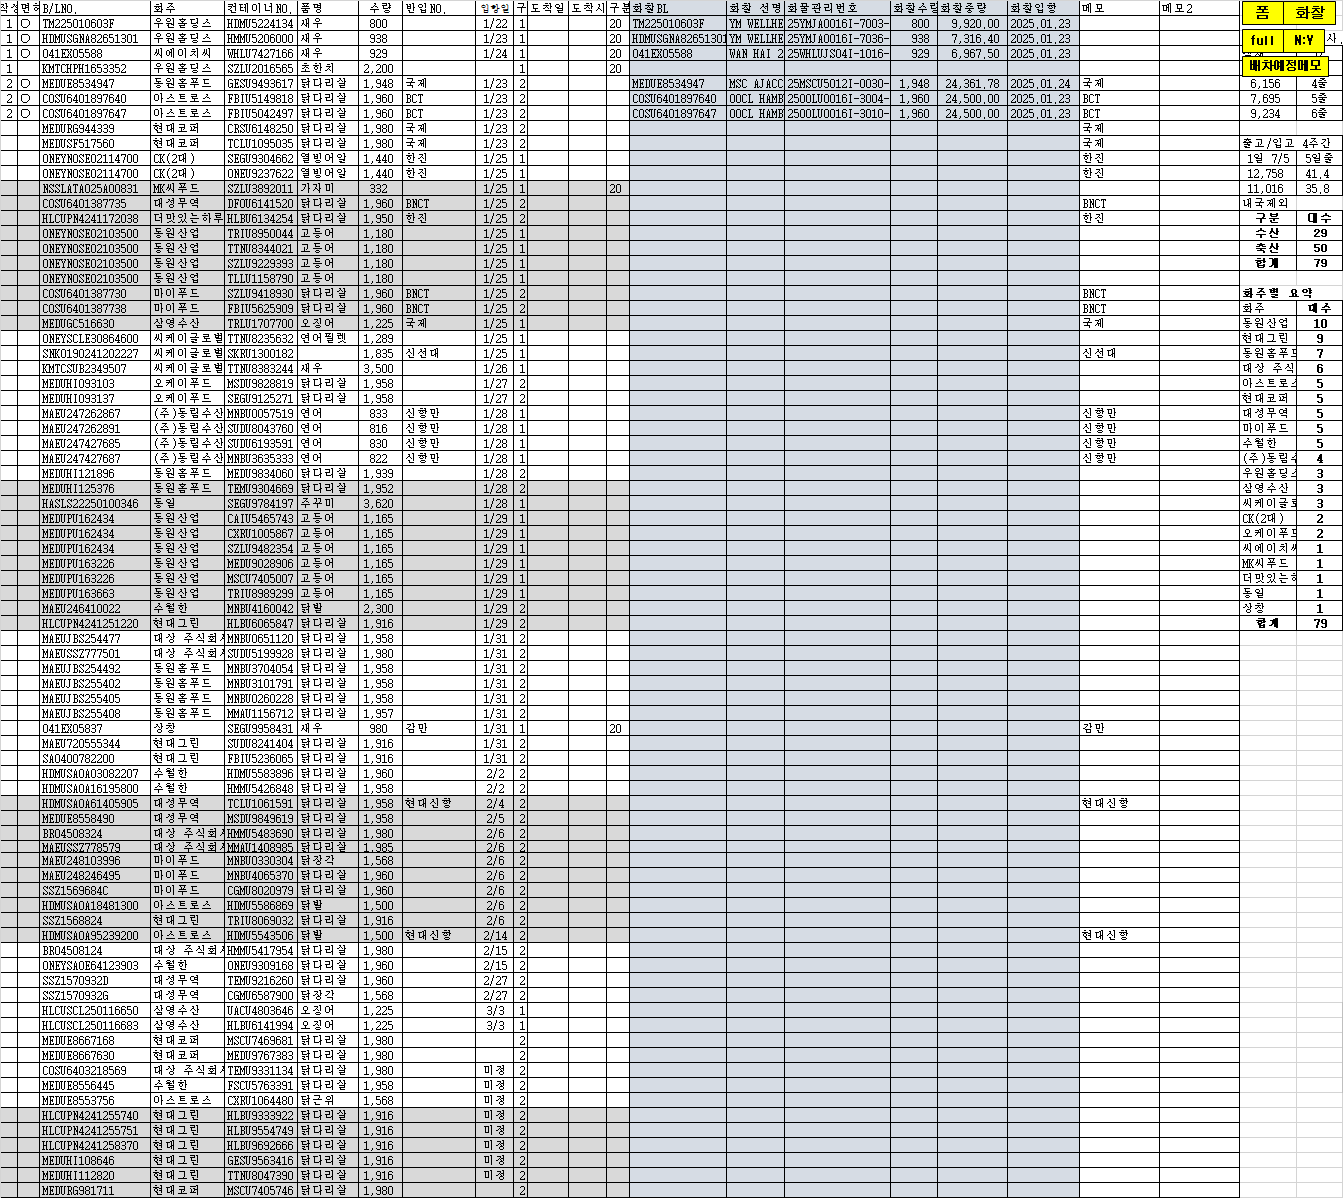 작성 면허 B/LNO. 화주 컨테이너NO. 품명 수량 반입NO. 입항일 구 도착일 도착시 구분 화찰BL 화찰 선명 화물관리번호 화찰수량 화찰중량 화찰입항 메모 메모2 폼 화찰
1 O TM225010603F 우원홀딩스 HDMU5224134 새우 800 1/22 1 20 TM225010603F YM WELLHE 25YMJA0016I-7003- 800 9,920.00 2025.01.23
1 O HDMUSGNA82651301 우원홀딩스 HMMU5206000 새우 938 1/23 1 20 HDMUSGNA82651301 YM WELLHE 25YMJA0016I-7036- 938 7,316.40 2025.01.23 full N:Y 사.
1 O 041EX05588 씨에이치씨 WHLU7427166 새우 929 1/24 1 20 041EX05588 WAN HAI 2 25WHLUJS04I-1016- 929 6,967.50 2025.01.23
1 KMTCHPH1653352 우원홀딩스 SZLU2016565 초한치 2,200 1 20 배차예정메모
2 O MEDUE8534947 동원홈푸드 GESU9493617 닭다리살 1,948 국제 1/23 2 MEDUE8534947 MSC AJACC 25MSCU5012I-0030- 1,948 24,361.78 2025.01.24 국제 6,156 4줄
2 O COSU6401897640 아스트로스 FBIU5149818 닭다리살 1,960 BCT 1/23 2 COSU6401897640 OOCL HAMB 25OOLU0016I-3004- 1,960 24,500.00 2025.01.23 BCT 7,695 5줄
2 O COSU6401897647 아스트로스 FBIU5042497 닭다리살 1,960 BCT 1/23 2 COSU6401897647 OOCL HAMB 25OOLU0016I-3010- 1,960 24,500.00 2025.01.23 BCT 9,234 6줄
MEDURG944339 현대코퍼 CRSU6148250 닭다리살 1,980 국제 1/23 2 국제
MEDUSF517560 현대코퍼 TCLU1095035 닭다리살 1,980 국제 1/23 2 국제 출고/입고 4주간
ONEYNOSE02114700 CK(2대) SEGU9304662 열빙어알 1,440 한진 1/25 1 한진 1일 7/5 5일줄
ONEYNOSE02114700 CK(2대) ONEU9237622 열빙어알 1,440 한진 1/25 1 한진 12,758 41.4
NSSLATA025A00831 MK씨푸드 SZLU3892011 가자미 332 1/25 1 20 11,016 35.8
COSU6401387735 대성무역 DFOU6141520 닭다리살 1,960 BNCT 1/25 2 BNCT 내국제외
HLCUPN4241172038 더맛있는하루 HLBU6134254 닭다리살 1,950 한진 1/25 2 한진 구분 대수
ONEYNOSE02103500 동원산업 TRIU8950044 고등어 1,180 1/25 1 수산 29
ONEYNOSE02103500 동원산업 TTNU8344021 고등어 1,180 1/25 1 축산 50
ONEYNOSE02103500 동원산업 SZLU9229393 고등어 1,180 1/25 1 합계 79
ONEYNOSE02103500 동원산업 TLLU1158790 고등어 1,180 1/25 1
COSU6401387730 마이푸드 SZLU9418930 닭다리살 1,960 BNCT 1/25 2 BNCT 화주별 요약
COSU6401387738 마이푸드 FBIU5625909 닭다리살 1,960 BNCT 1/25 2 BNCT 화주 대수
MEDUGC516630 삼영수산 TRLU1707700 오징어 1,225 국제 1/25 1 국제 동원산업 10
ONEYSCLE30864600 씨케이글로벌 TTNU8235632 연어필렛 1,289 1/25 1 현대그린 9
SNKO190241202227 씨케이글로벌 SKRU1300182 1,835 신선대 1/25 1 신선대 동원홈푸드 7
KMTCSUB2349507 씨케이글로벌 TTNU8383244 새우 3,500 1/26 1 대상 주식 6
MEDUHI093103 오케이푸드 MSDU9828819 닭다리살 1,958 1/27 2 아스트로스 5
MEDUHI093137 오케이푸드 SEGU9125271 닭다리살 1,958 1/27 2 현대코퍼 5
MAEU247262867 (주)동림수산 MNBU0057519 연어 833 신항만 1/28 1 신항만 대성무역 5
MAEU247262891 (주)동림수산 SUDU8043760 연어 816 신항만 1/28 1 신항만 마이푸드 5
MAEU247427685 (주)동림수산 SUDU6193591 연어 830 신항만 1/28 1 신항만 수월한 5
MAEU247427687 (주)동림수산 MNBU3635333 연어 822 신항만 1/28 1 신항만 (주)동림수 4
MEDUHI121896 동원홈푸드 MEDU9834060 닭다리살 1,939 1/28 2 우원홀딩스 3
MEDUHI125376 동원홈푸드 TEMU9304669 닭다리살 1,952 1/28 2 삼영수산 3
HASLS22250100346 동일 SEGU9784197 주꾸미 3,620 1/28 1 씨케이글로 3
MEDUPU162434 동원산업 CAIU5465743 고등어 1,165 1/29 1 CK(2대) 2
MEDUPU162434 동원산업 CXRU1005867 고등어 1,165 1/29 1 오케이푸드 2
MEDUPU162434 동원산업 SZLU9482354 고등어 1,165 1/29 1 씨에이치씨 1
MEDUPU163226 동원산업 MEDU9028906 고등어 1,165 1/29 1 MK씨푸드 1
MEDUPU163226 동원산업 MSCU7405007 고등어 1,165 1/29 1 더맛있는하 1
MEDUPU163663 동원산업 TRIU8989299 고등어 1,165 1/29 1 동일 1
MAEU246410022 수월한 MNBU4160042 닭발 2,300 1/29 2 상창 1
HLCUPN4241251220 현대그린 HLBU6065847 닭다리살 1,916 1/29 2 합계 79
MAEUJBS254477 대상 주식회사 MNBU0651120 닭다리살 1,958 1/31 2
MAEUSSZ777501 대상 주식회사 SUDU5199928 닭다리살 1,980 1/31 2
MAEUJBS254492 동원홈푸드 MNBU3704054 닭다리살 1,958 1/31 2
MAEUJBS255402 동원홈푸드 MNBU3101791 닭다리살 1,958 1/31 2
MAEUJBS255405 동원홈푸드 MNBU0260228 닭다리살 1,958 1/31 2
MAEUJBS255408 동원홈푸드 MMAU1156712 닭다리살 1,957 1/31 2
041EX05837 상창 SEGU9958431 새우 980 감만 1/31 1 20 감만
MAEU720555344 현대그린 SUDU8241404 닭다리살 1,916 1/31 2
SA0400782200 현대그린 FBIU5236065 닭다리살 1,916 1/31 2
HDMUSAOA03082207 수월한 HDMU5583896 닭다리살 1,960 2/2 2
HDMUSAOA16195800 수월한 HMMU5426848 닭다리살 1,958 2/2 2
HDMUSAOA61405905 대성무역 TCLU1061591 닭다리살 1,958 현대신항 2/4 2 현대신항
MEDUE8558490 대성무역 MSDU9849619 닭다리살 1,958 2/5 2
BR04508324 대상 주식회사 HMMU5483690 닭다리살 1,980 2/6 2
MAEUSSZ778579 대상 주식회사 MMAU1408985 닭다리살 1,985 2/6 2
MAEU248103996 마이푸드 MNBU0330304 닭장각 1,568 2/6 2
MAEU248246495 마이푸드 MNBU4065370 닭다리살 1,960 2/6 2
SSZ1569684C 마이푸드 CGMU8020979 닭다리살 1,960 2/6 2
HDMUSAOA18481300 아스트로스 HDMU5586869 닭발 1,500 2/6 2
SSZ1568824 현대그린 TRIU8069032 닭다리살 1,916 2/6 2
HDMUSAOA95239200 아스트로스 HDMU5543506 닭발 1,500 현대신항 2/14 2 현대신항
BR04508124 대상 주식회사 HMMU5417954 닭다리살 1,980 2/15 2
ONEYSAOE64123903 수월한 ONEU9309168 닭다리살 1,960 2/15 2
SSZ1570932D 대성무역 TEMU9216260 닭다리살 1,960 2/27 2
SSZ1570932G 대성무역 CGMU6587900 닭장각 1,568 2/27 2
HLCUSCL250116650 삼영수산 UACU4803646 오징어 1,225 3/3 1
HLCUSCL250116683 삼영수산 HLBU6141994 오징어 1,225 3/3 1
MEDUE8667168 현대코퍼 MSCU7469681 닭다리살 1,980 2
MEDUE8667630 현대코퍼 MEDU9767383 닭다리살 1,980 2
COSU6403218569 대상 주식회사 TEMU9331134 닭다리살 1,980 미정 2
MEDUE8556445 수월한 FSCU5763391 닭다리살 1,958 미정 2
MEDUE8553756 아스트로스 CXRU1064480 닭근위 1,568 미정 2
HLCUPN4241255740 현대그린 HLBU9333922 닭다리살 1,916 미정 2
HLCUPN4241255751 현대그린 HLBU9554749 닭다리살 1,916 미정 2
HLCUPN4241258370 현대그린 HLBU9692666 닭다리살 1,916 미정 2
MEDUHI108646 현대그린 GESU9563416 닭다리살 1,916 미정 2
MEDUHI112820 현대그린 TTNU8047390 닭다리살 1,916 미정 2
MEDURG981711 현대코퍼 MSCU7405746 닭다리살 1,980 2